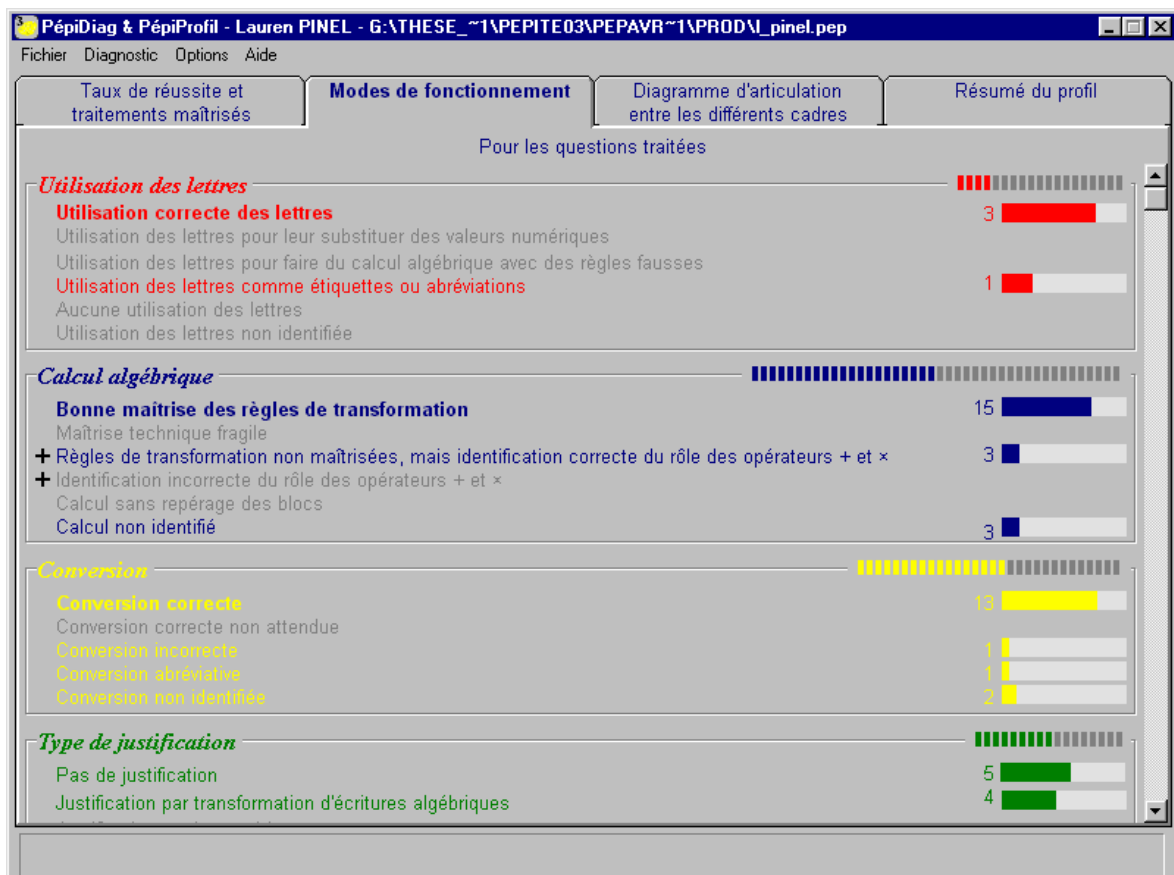 PépiDiag & PépiProfil - Lauren PINEL - G:\THESE_~1\PEPITE03\PEPAVR~1\PROD\l_pinel.pep
Fichier Diagnostic Options Aide
Taux de réussite et traitements maîtrisés
Modes de fonctionnement
Diagramme d'articulation entre les différents cadres
Résumé du profil
Pour les questions traitées
Utilisation des lettres
Utilisation correcte des lettres 3
Utilisation des lettres pour leur substituer des valeurs numériques
Utilisation des lettres pour faire du calcul algébrique avec des règles fausses
Utilisation des lettres comme étiquettes ou abréviations 1
Aucune utilisation des lettres
Utilisation des lettres non identifiée
Calcul algébrique
Bonne maîtrise des règles de transformation 15
Maîtrise technique fragile
+ Règles de transformation non maîtrisées, mais identification correcte du rôle des opérateurs + et × 3
+ Identification incorrecte du rôle des opérateurs + et ×
Calcul sans repérage des blocs
Calcul non identifié 3
Conversion
Conversion correcte 13
Conversion correcte non attendue
Conversion incorrecte 1
Conversion abréviative 1
Conversion non identifiée 2
Type de justification
Pas de justification 5
Justification par transformation d'écritures algébriques 4